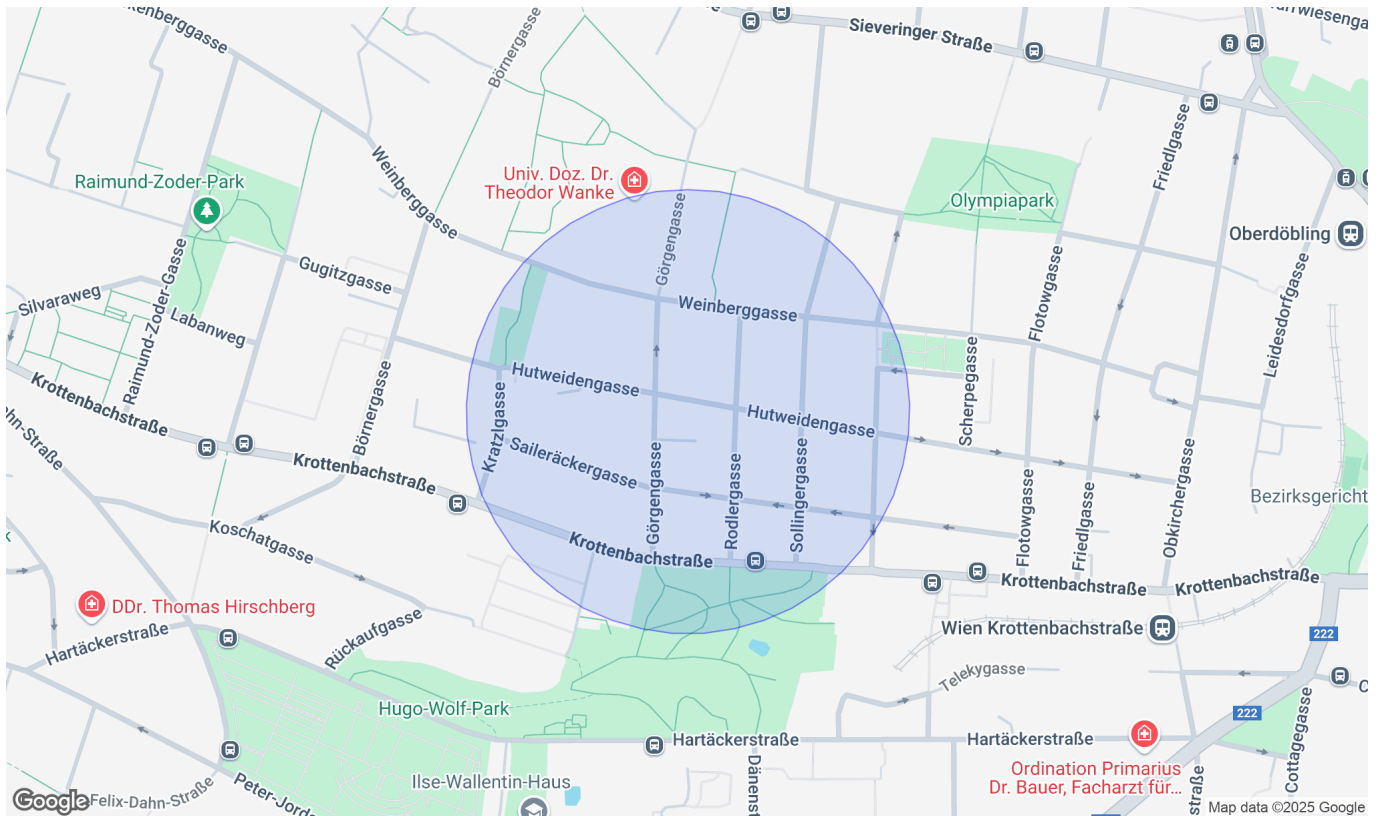 Sieveringer Straße
Börnergasse
Weinberggasse
Friedlgasse
Univ. Doz. Dr.
Theodor Wanke
Raimund-Zoder-Park
Olympiapark
Oberdöbling
Görgengasse
Raimund-Zoder-Gasse
Gugitzgasse
Flotowgasse
Leidesdorfgasse
Silvaraweg
Labanweg
Weinberggasse
Scherpegasse
Krottenbachstraße
Börnergasse
Hutweidengasse
Hutweidengasse
Kratzlgasse
Saileräckergasse
Görgengasse
Rodlergasse
Sollingergasse
Krottenbachstraße
Flotowgasse
Friedlgasse
Obkirchergasse
Bezirksgericht
Koschatgasse
Krottenbachstraße
Krottenbachstraße
Krottenbachstraße
DDr. Thomas Hirschberg
Hartäckerstraße
Rückaufgasse
Wien Krottenbachstraße
222
Telekygasse
Hugo-Wolf-Park
222
Cottagegasse
Hartäckerstraße
Hartäckerstraße
Ordination Primarius
Dr. Bauer, Facharzt für...
Ilse-Wallentin-Haus
Felix-Dahn-Straße
Google
Map data ©2025 Google